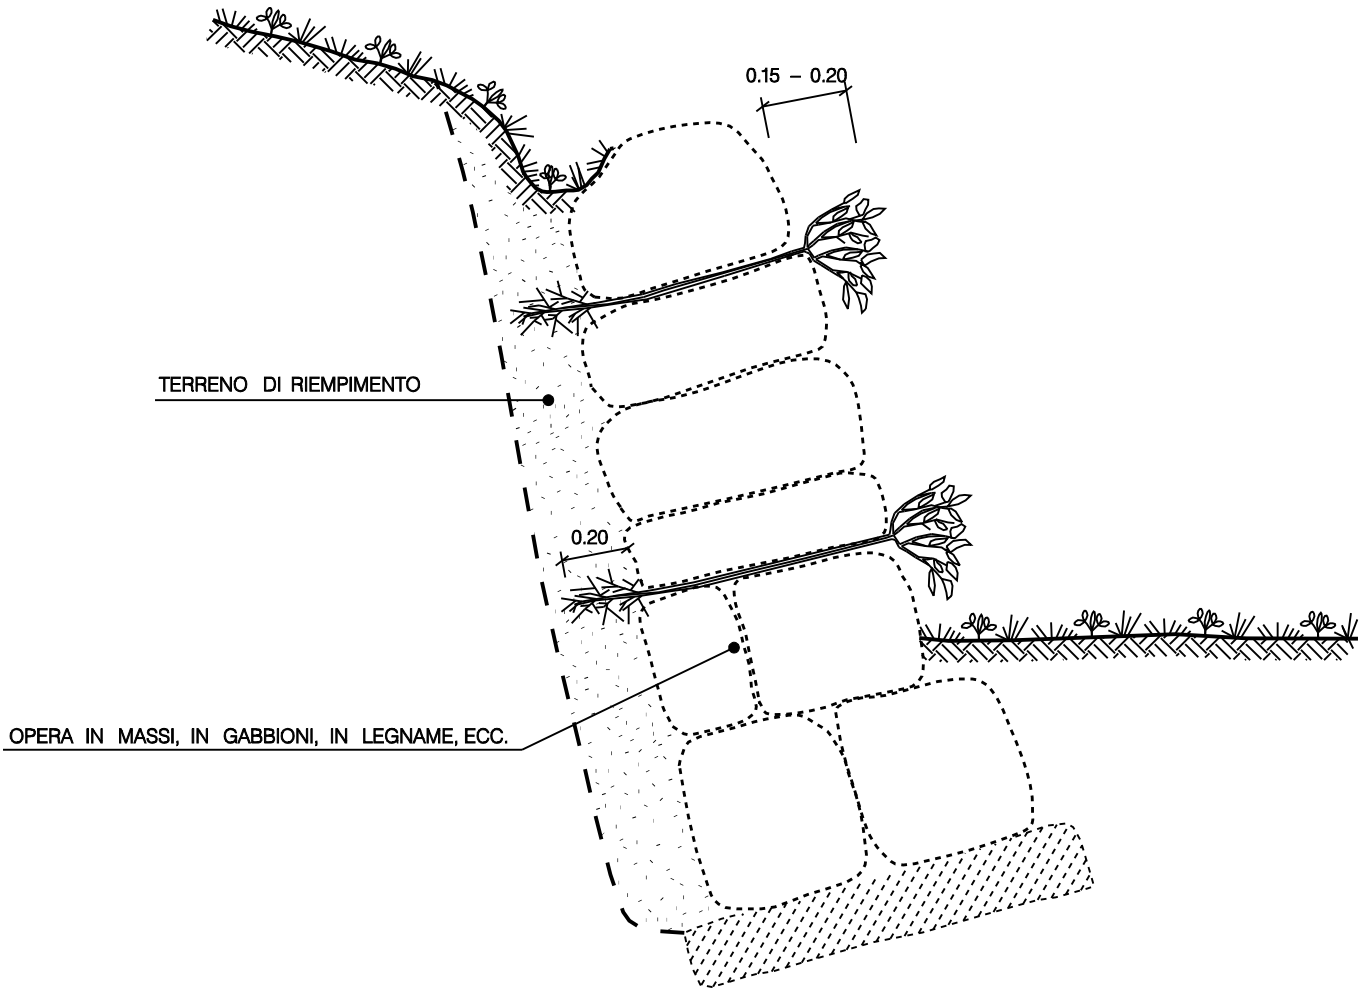 0.15 - 0.20
TERRENO DI RIEMPIMENTO
0.20
OPERA IN MASSI, IN GABBIONI, IN LEGNAME, ECC.